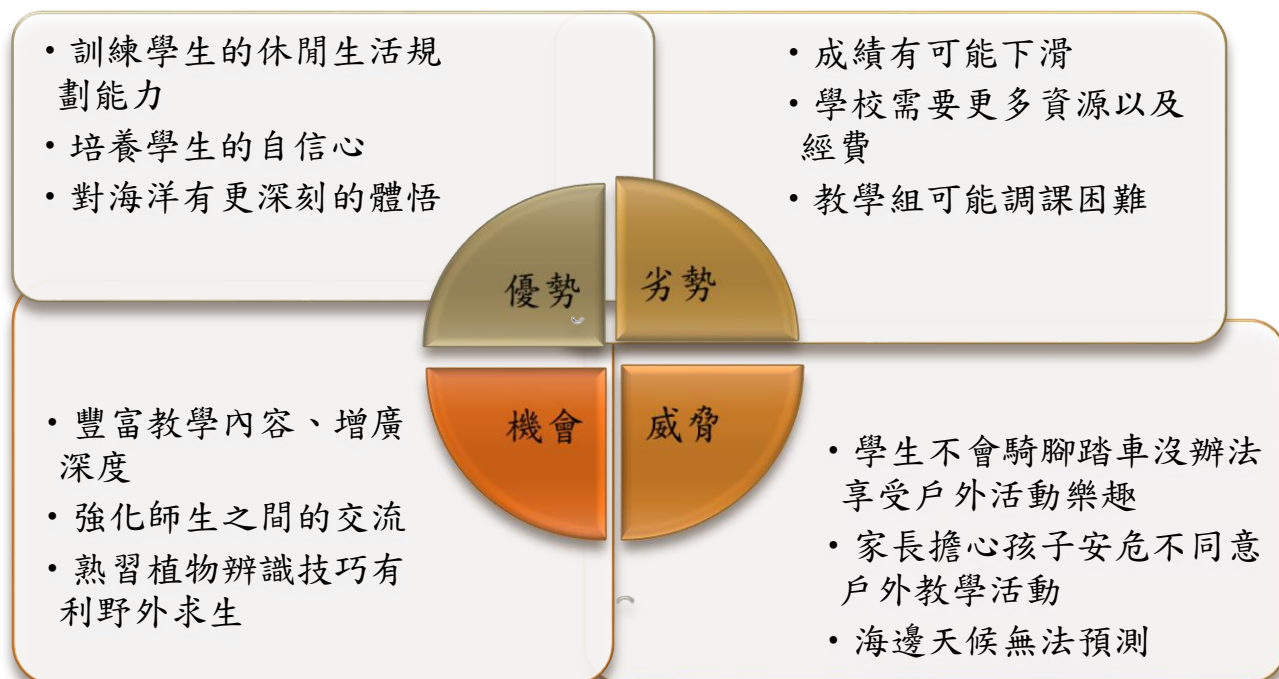 • 訓練學生的休閒生活規
劃能力
• 培養學生的自信心
• 對海洋有更深刻的體悟
• 成績有可能下滑
• 學校需要更多資源以及
經費
• 教學組可能調課困難
優勢
劣勢
機會
威脅
• 豐富教學內容、增廣
深度
• 強化師生之間的交流
• 熟習植物辨識技巧有
利野外求生
• 學生不會騎腳踏車沒辦法
享受戶外活動樂趣
• 家長擔心孩子安危不同意
戶外教學活動
• 海邊天候無法預測